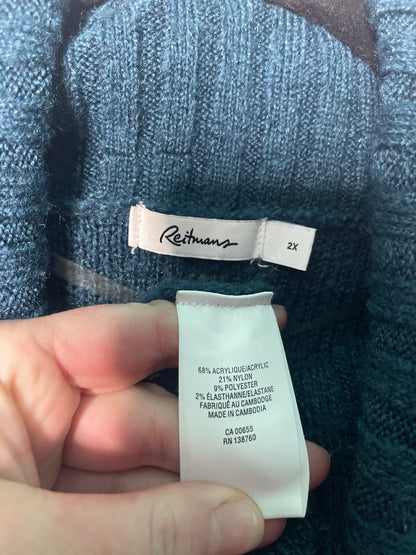 Reitmans
2X
68% ACRYLIQUE/ACRYLIC
21% NYLON
9% POLYESTER
2% ÉLASTHANNE/ELASTANE
FABRIQUÉ AU CAMBODGE
MADE IN CAMBODIA
CA 00655
RN 138760